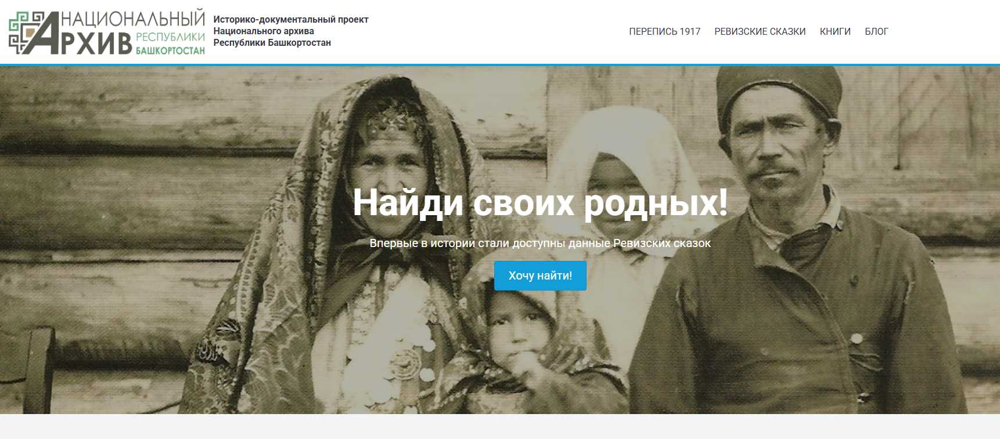 НАЦИОНАЛЬНЫЙ
АРХИВ
РЕСПУБЛИКИ
БАШКОРТОСТАН
Историко-документальный проект
Национального архива
Республики Башкортостан
ПЕРЕПИСЬ 1917 РЕВИЗСКИЕ СКАЗКИ КНИГИ БЛОГ
Найди своих родных!
Впервые в истории стали доступны данные Ревизских сказок
Хочу найти!